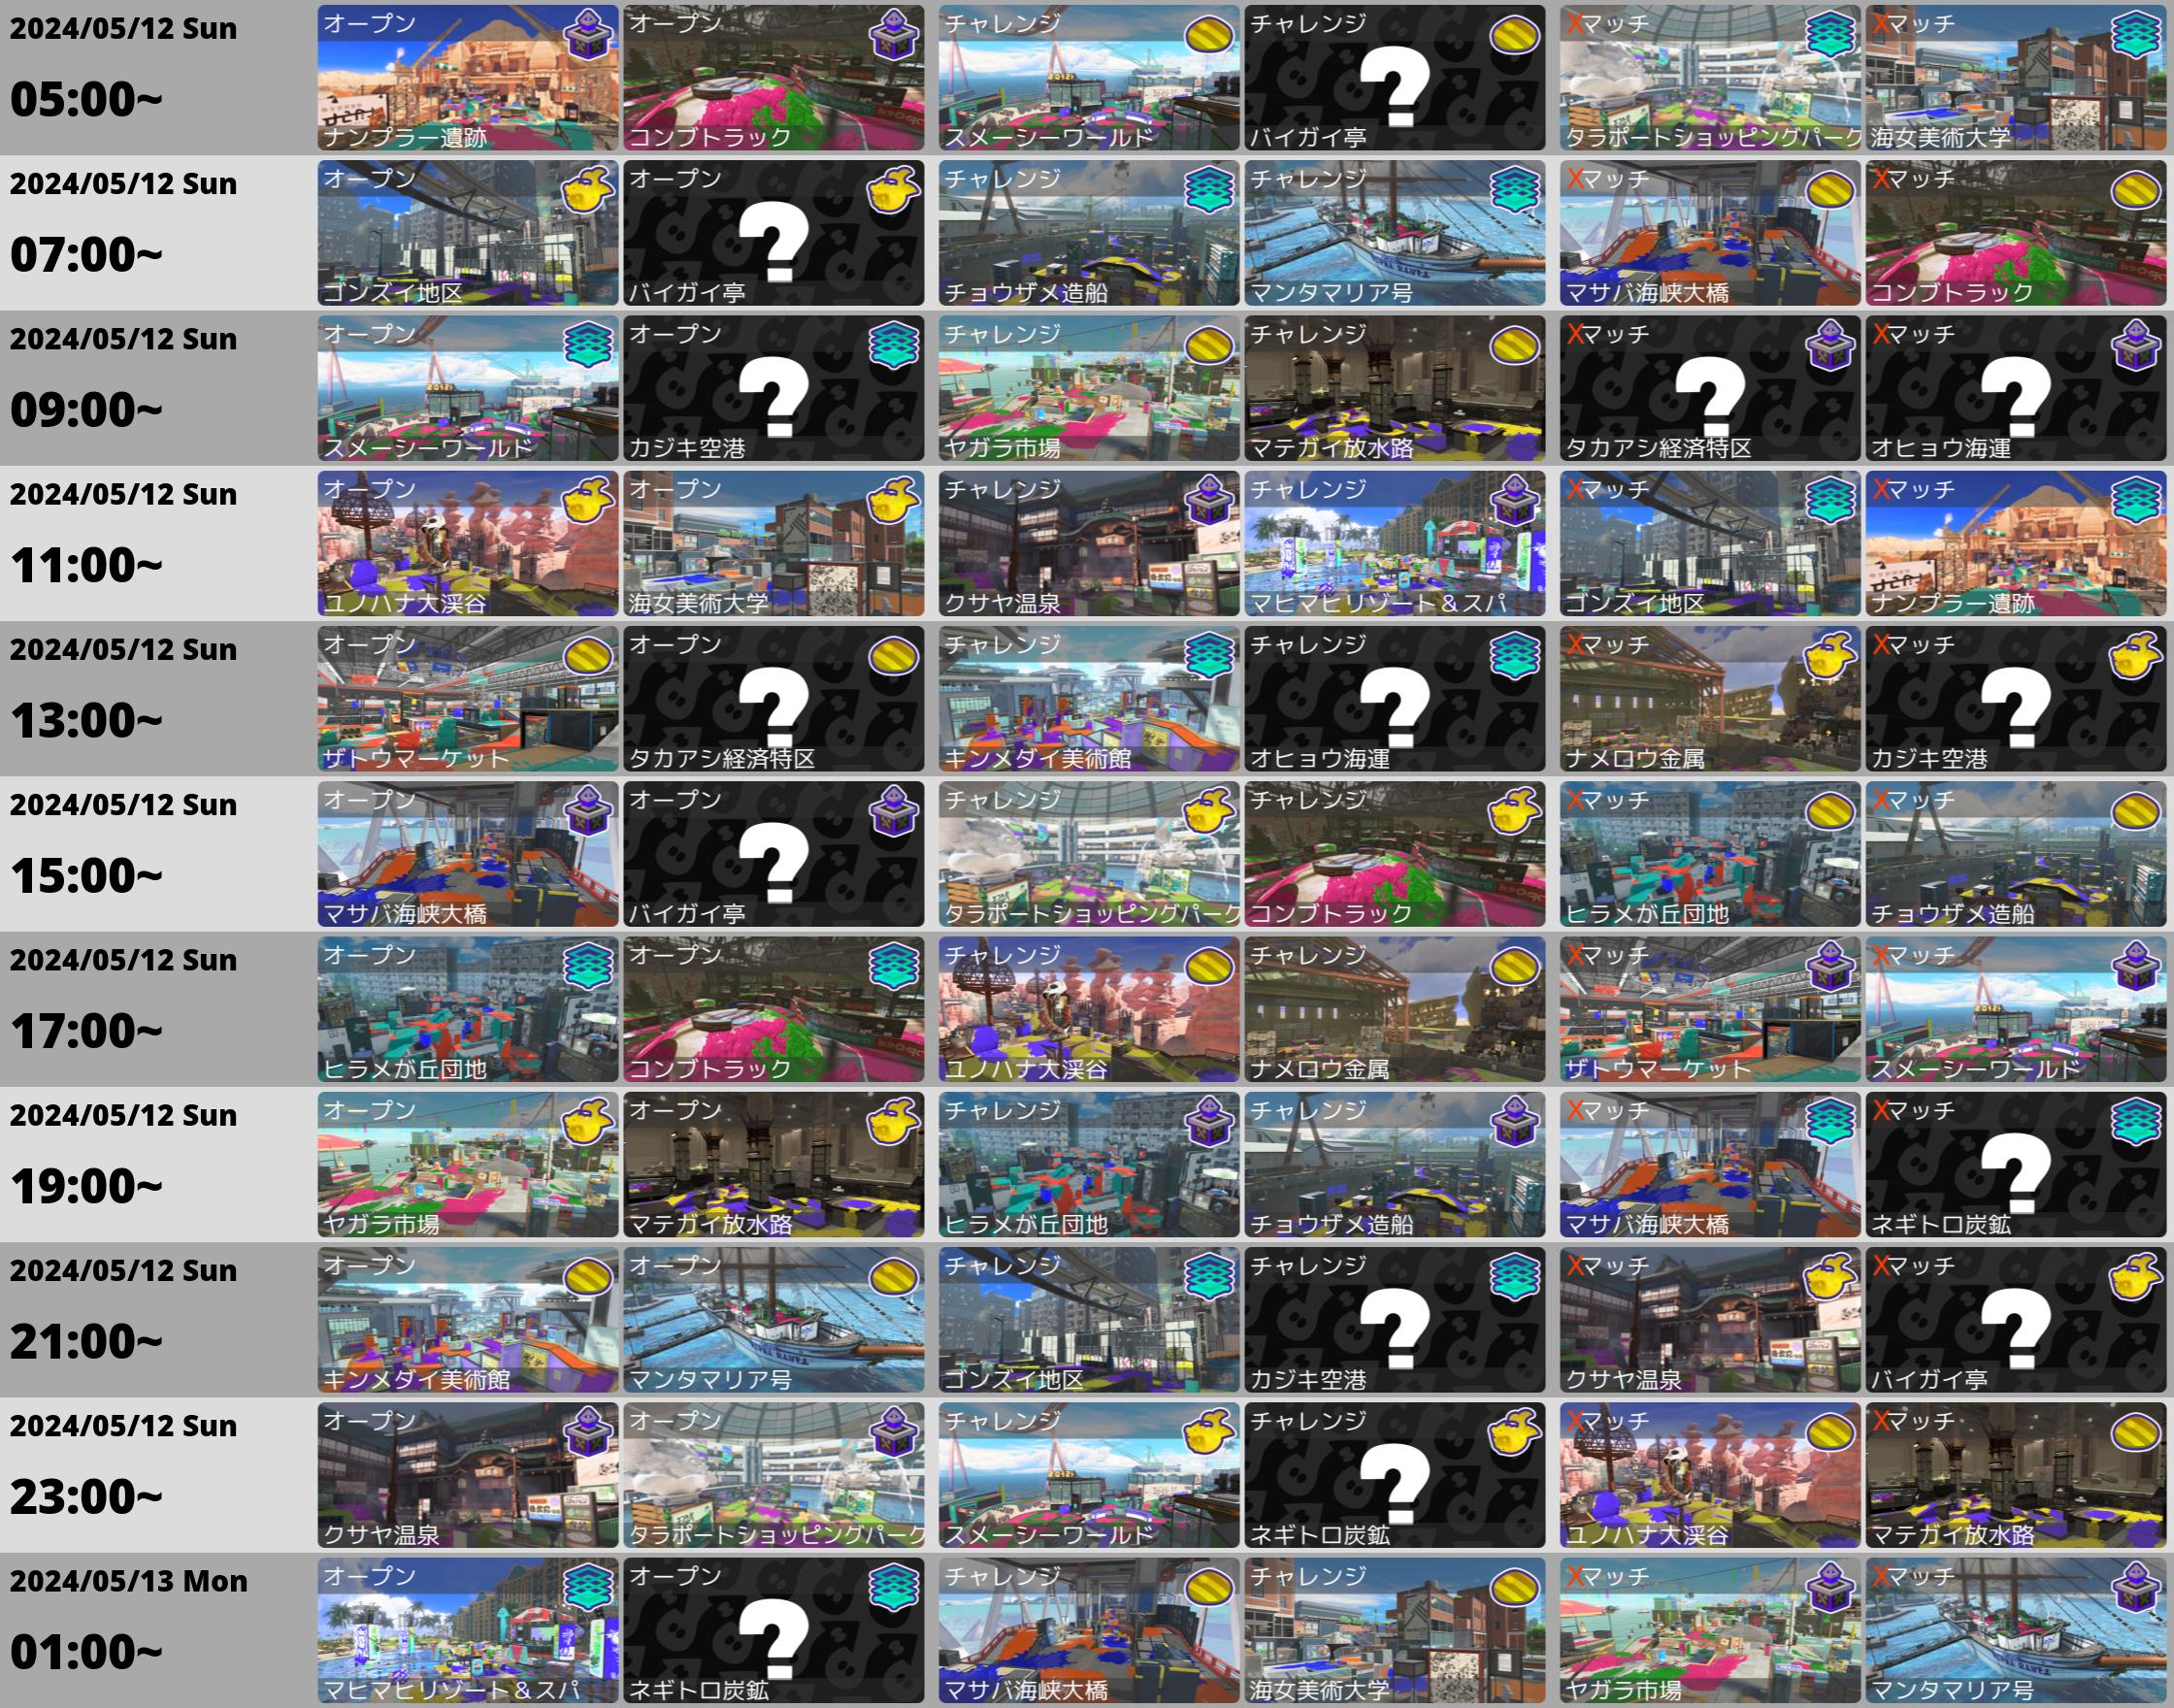 2024/05/12 Sun
05:00~
オープン
ナンプラー遺跡
オープン
コンブトラック
チャレンジ
スメーシーワールド
チャレンジ
バイガイ亭
Xマッチ
タラポートショッピングパーク
Xマッチ
海女美術大学
2024/05/12 Sun
07:00~
オープン
ゴンズイ地区
オープン
バイガイ亭
チャレンジ
チョウザメ造船
チャレンジ
マンタマリア号
Xマッチ
マサバ海峡大橋
Xマッチ
コンブトラック
2024/05/12 Sun
09:00~
オープン
スメーシーワールド
オープン
カジキ空港
チャレンジ
ヤガラ市場
チャレンジ
マテガイ放水路
Xマッチ
タカアシ経済特区
Xマッチ
オヒョウ海運
2024/05/12 Sun
11:00~
オープン
ユノハナ大渓谷
オープン
海女美術大学
チャレンジ
クサヤ温泉
チャレンジ
マヒマヒリゾート＆スパ
Xマッチ
ゴンズイ地区
Xマッチ
ナンプラー遺跡
2024/05/12 Sun
13:00~
オープン
ザトウマーケット
オープン
タカアシ経済特区
チャレンジ
キンメダイ美術館
チャレンジ
オヒョウ海運
Xマッチ
ナメロウ金属
Xマッチ
カジキ空港
2024/05/12 Sun
15:00~
オープン
マサバ海峡大橋
オープン
バイガイ亭
チャレンジ
タラポートショッピングパーク
チャレンジ
コンブトラック
Xマッチ
ヒラメが丘団地
Xマッチ
チョウザメ造船
2024/05/12 Sun
17:00~
オープン
ヒラメが丘団地
オープン
コンブトラック
チャレンジ
ユノハナ大渓谷
チャレンジ
ナメロウ金属
Xマッチ
ザトウマーケット
Xマッチ
スメーシーワールド
2024/05/12 Sun
19:00~
オープン
ヤガラ市場
オープン
マテガイ放水路
チャレンジ
ヒラメが丘団地
チャレンジ
チョウザメ造船
Xマッチ
マサバ海峡大橋
Xマッチ
ネギトロ炭鉱
2024/05/12 Sun
21:00~
オープン
キンメダイ美術館
オープン
マンタマリア号
チャレンジ
ゴンズイ地区
チャレンジ
カジキ空港
Xマッチ
クサヤ温泉
Xマッチ
バイガイ亭
2024/05/12 Sun
23:00~
オープン
クサヤ温泉
オープン
タラポートショッピングパーク
チャレンジ
スメーシーワールド
チャレンジ
ネギトロ炭鉱
Xマッチ
ユノハナ大渓谷
Xマッチ
マテガイ放水路
2024/05/13 Mon
01:00~
オープン
マヒマヒリゾート＆スパ
オープン
ネギトロ炭鉱
チャレンジ
マサバ海峡大橋
チャレンジ
海女美術大学
Xマッチ
ヤガラ市場
Xマッチ
マンタマリア号